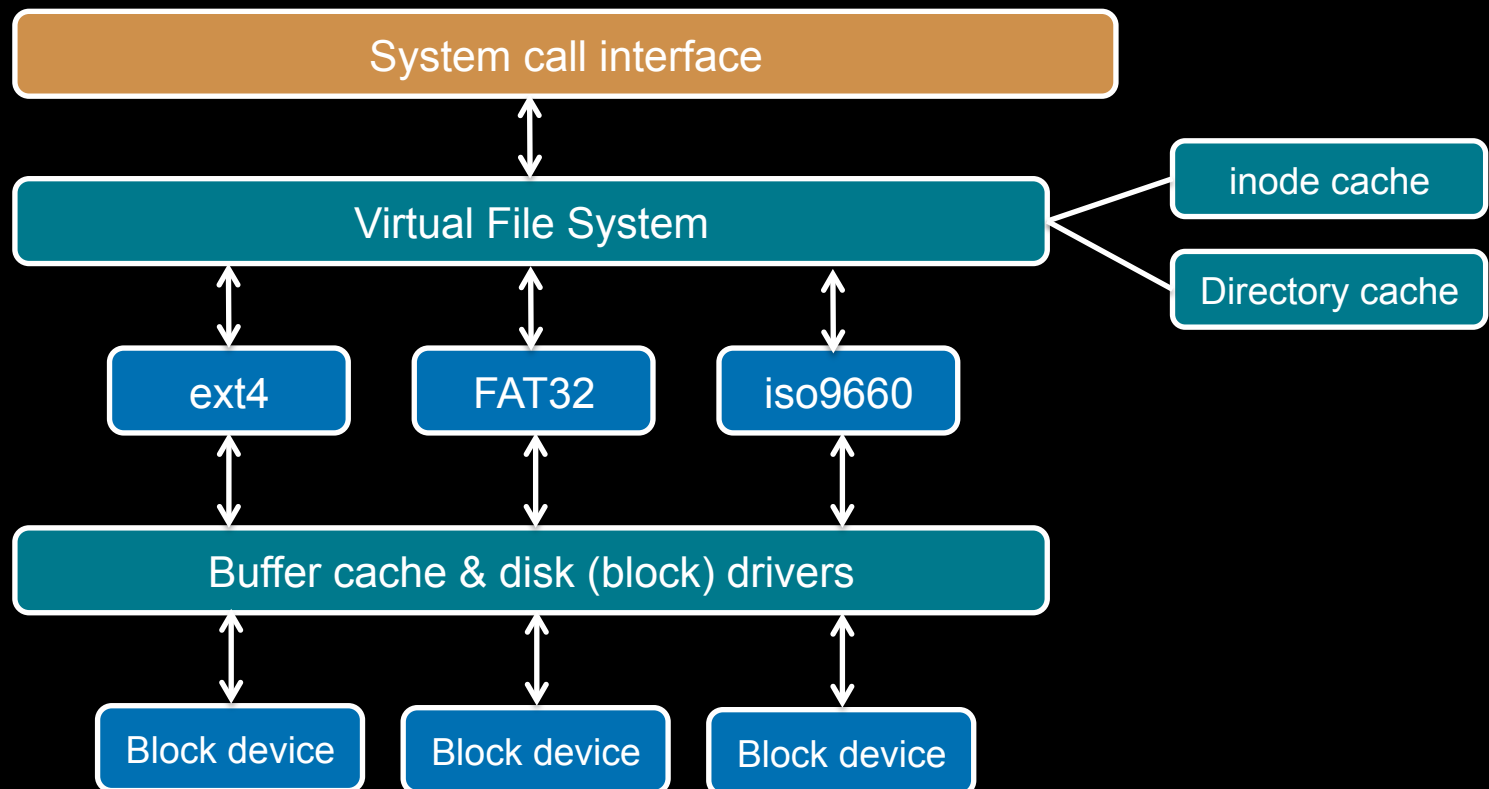 System call interface
Virtual File System
inode cache
Directory cache
ext4
FAT32
iso9660
Buffer cache & disk (block) drivers
Block device
Block device
Block device